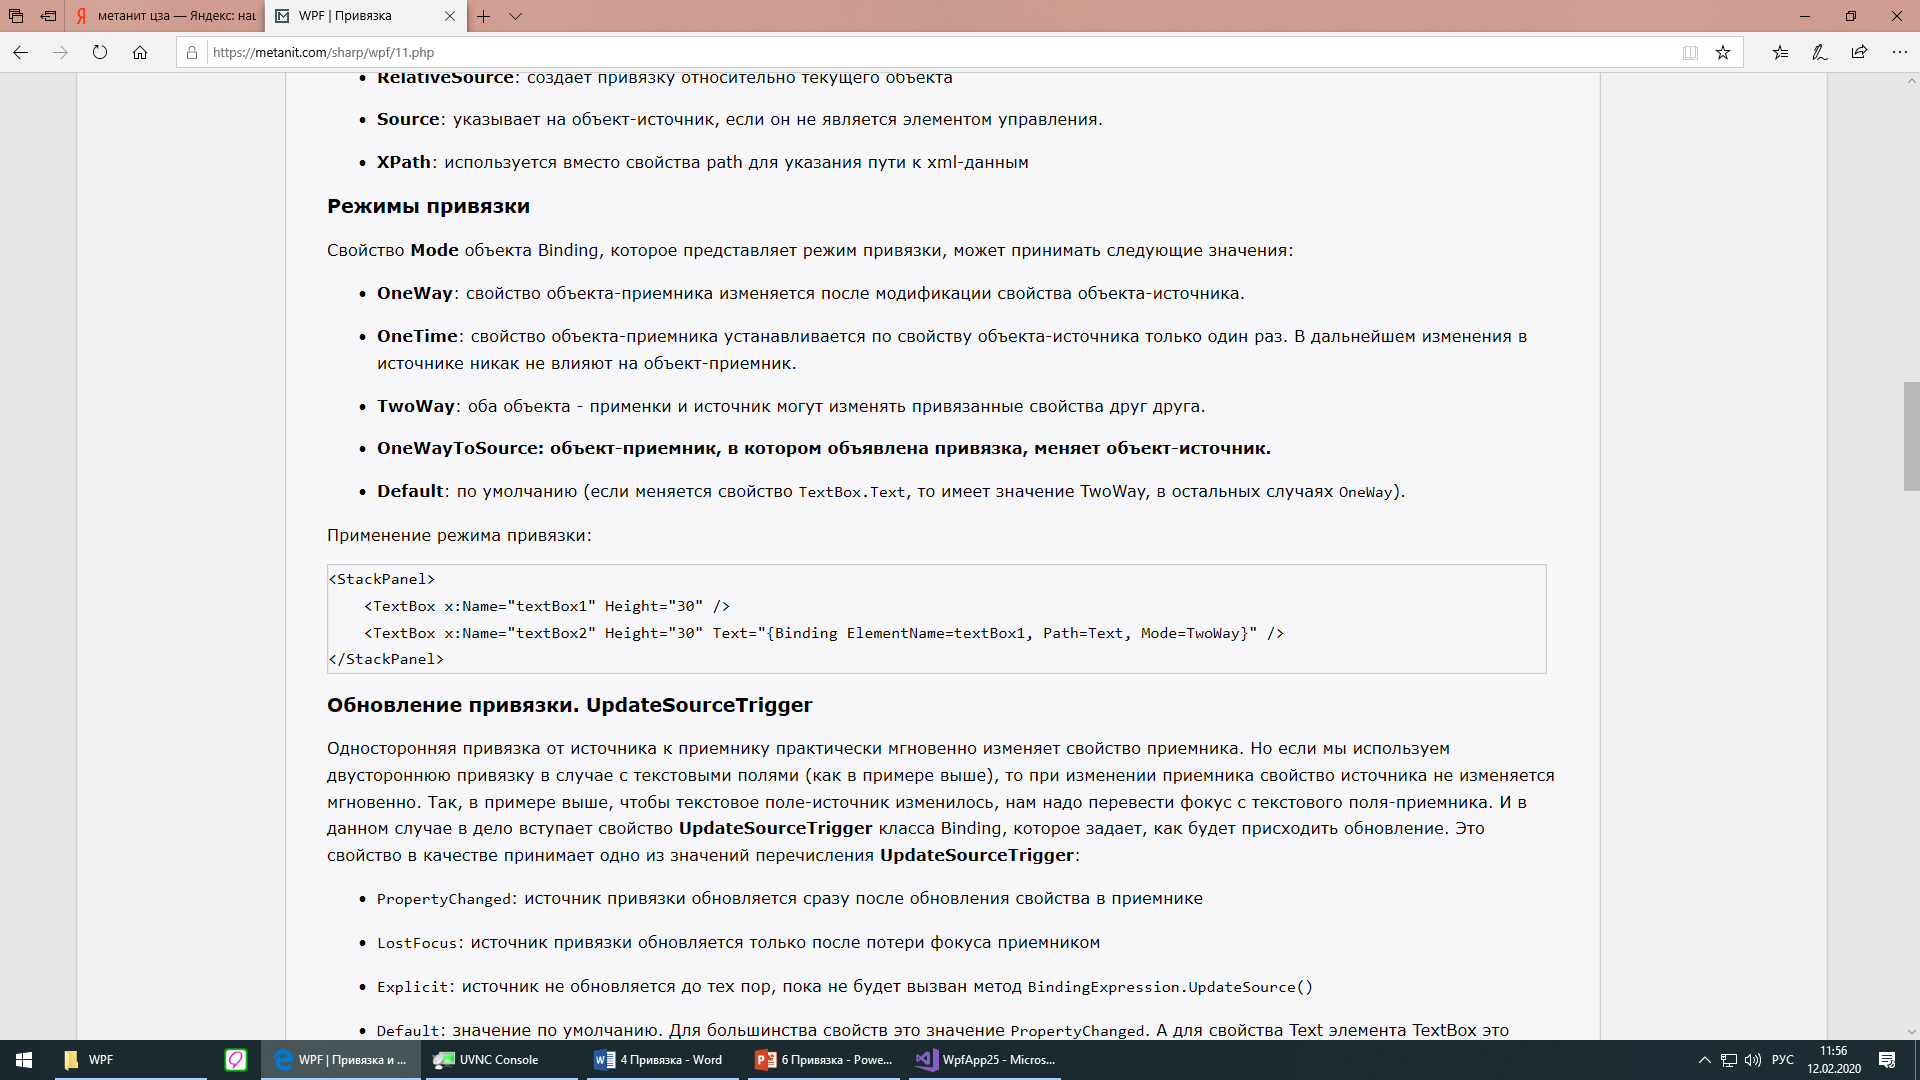 метанит цза — Яндекс: наш
WPF | Привязка
https://metanit.com/sharp/wpf/11.php
RelativeSource: создает привязку относительно текущего объекта
Source: указывает на объект-источник, если он не является элементом управления.
XPath: используется вместо свойства path для указания пути к xml-данным
Режимы привязки
Свойство Mode объекта Binding, которое представляет режим привязки, может принимать следующие значения:
OneWay: свойство объекта-приемника изменяется после модификации свойства объекта-источника.
OneTime: свойство объекта-приемника устанавливается по свойству объекта-источника только один раз. В дальнейшем изменения в
источнике никак не влияют на объект-приемник.
TwoWay: оба объекта - применки и источник могут изменять привязанные свойства друг друга.
OneWayToSource: объект-приемник, в котором объявлена привязка, меняет объект-источник.
Default: по умолчанию (если меняется свойство TextBox.Text, то имеет значение TwoWay, в остальных случаях OneWay).
Применение режима привязки:
<StackPanel>
<TextBox x:Name="textBox1" Height="30" />
<TextBox x:Name="textBox2" Height="30" Text="{Binding ElementName=textBox1, Path=Text, Mode=TwoWay}" />
</StackPanel>
Обновление привязки. UpdateSourceTrigger
Односторонняя привязка от источника к приемнику практически мгновенно изменяет свойство приемника. Но если мы используем
двустороннюю привязку в случае с текстовыми полями (как в примере выше), то при изменении приемника свойство источника не изменяется
мгновенно. Так, в примере выше, чтобы текстовое поле-источник изменилось, нам надо перевести фокус с текстового поля-приемника. И в
данном случае в дело вступает свойство UpdateSourceTrigger класса Binding, которое задает, как будет присходить обновление. Это
свойство в качестве принимает одно из значений перечисления UpdateSourceTrigger:
PropertyChanged: источник привязки обновляется сразу после обновления свойства в приемнике
LostFocus: источник привязки обновляется только после потери фокуса приемником
Explicit: источник не обновляется до тех пор, пока не будет вызван метод BindingExpression.UpdateSource()
Default: значение по умолчанию. Для большинства свойств это значение PropertyChanged. А для свойства Text элемента TextBox это
WPF
WPF | Привязка и ...
UVNC Console
4 Привязка - Word
6 Привязка - Powe...
WpfApp25 - Micros...
РУС
11:56
12.02.2020